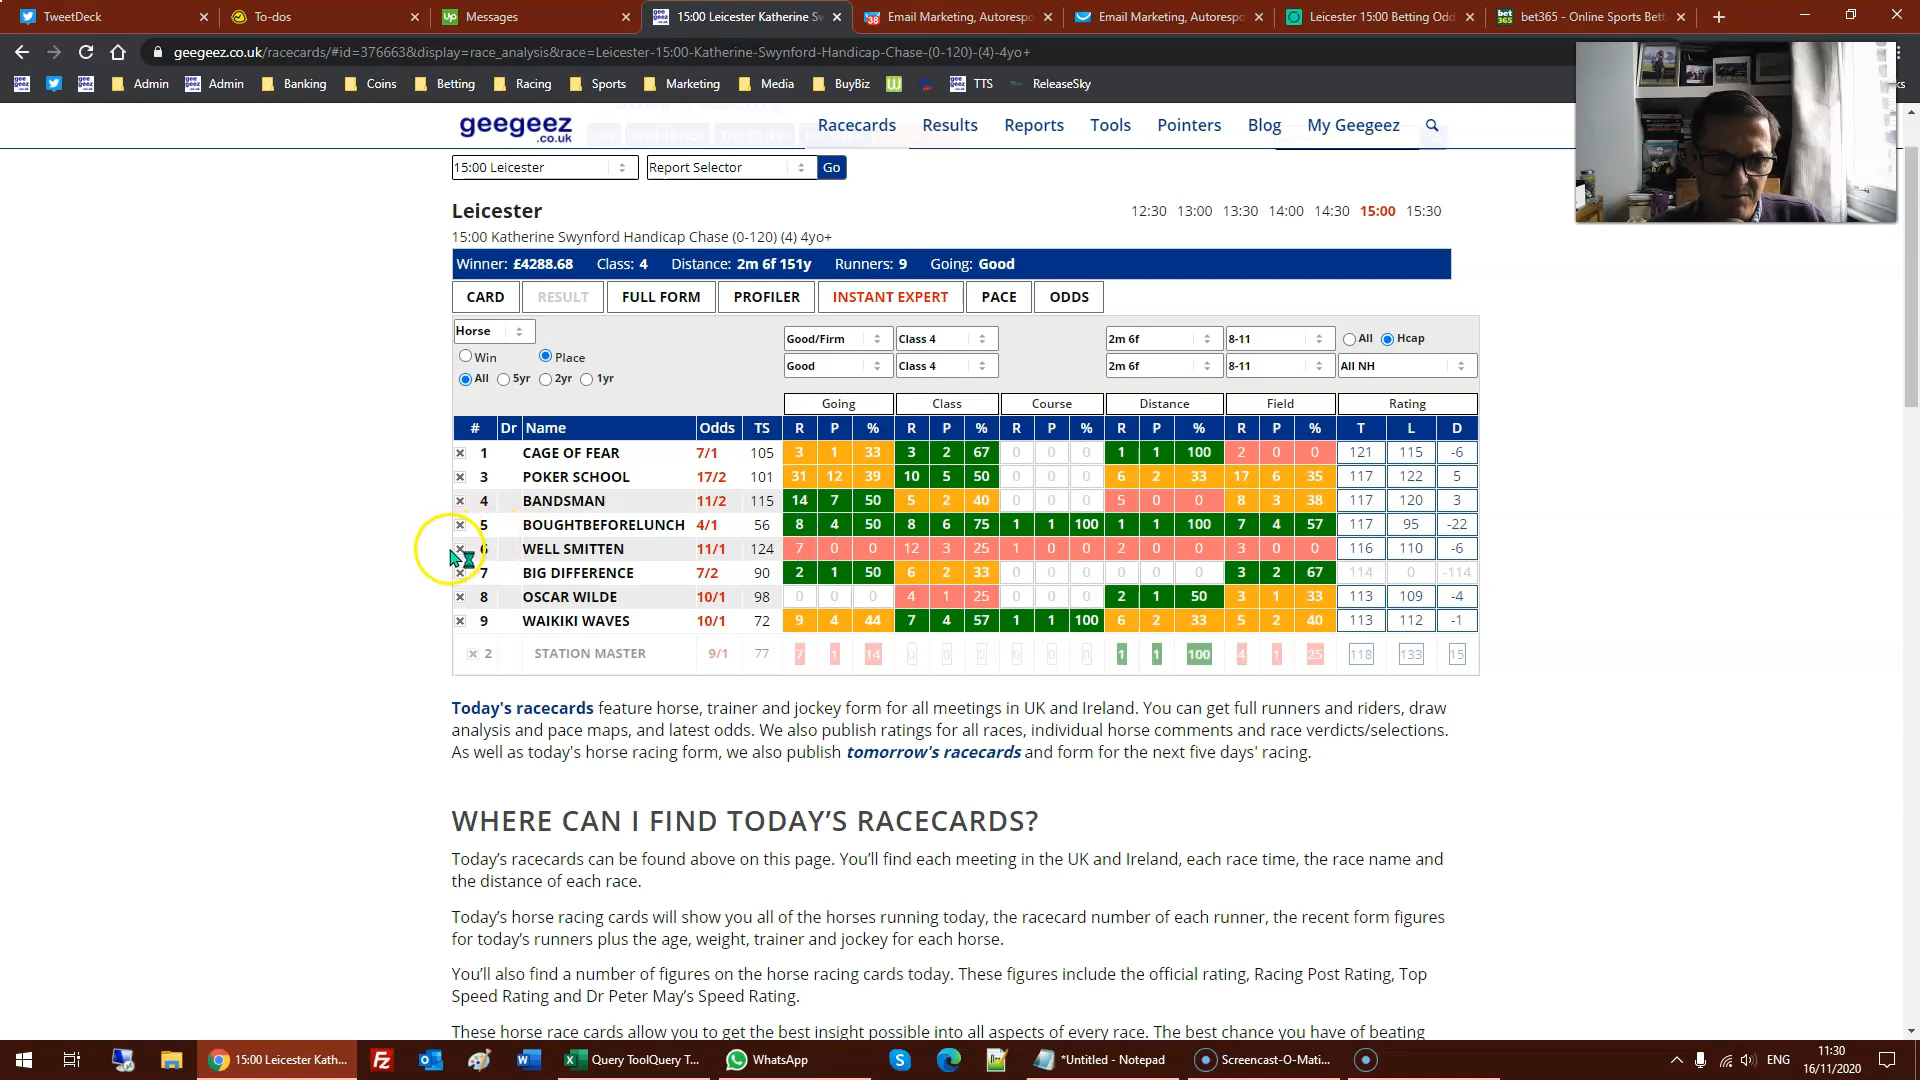 TweetDeck To-dos Messages 15:00 Leicester Katherine Sw Email Marketing, Autorespo Email Marketing, Autorespo Leicester 15:00 Betting Odd bet365 - Online Sports Bett
geegeez.co.uk/racecards/#id=376663&display=race_analysis&race=Leicester-15:00-Katherine-Swynford-Handicap-Chase-(0-120)-(4)-4yo+
Admin Admin Banking Coins Betting Racing Sports Marketing Media BuyBiz TTS ReleaseSky
geegeez .co.uk Racecards Results Reports Tools Pointers Blog My Geegeez
15:00 Leicester Report Selector Go
Leicester 12:30 13:00 13:30 14:00 14:30 15:00 15:30
15:00 Katherine Swynford Handicap Chase (0-120) (4) 4yo+
Winner: £4288.68 Class: 4 Distance: 2m 6f 151y Runners: 9 Going: Good
CARD RESULT FULL FORM PROFILER INSTANT EXPERT PACE ODDS
Horse Good/Firm Class 4 2m 6f 8-11 All Hcap
Win Place Good Class 4 2m 6f 8-11 All NH
All 5yr 2yr 1yr
Going Class Course Distance Field Rating
# Dr Name Odds TS R P % R P % R P % R P % R P % T L D
1 CAGE OF FEAR 7/1 105 3 1 33 3 2 67 0 0 0 1 1 100 2 0 0 121 115 -6
3 POKER SCHOOL 17/2 101 31 12 39 10 5 50 0 0 0 6 2 33 17 6 35 117 122 5
4 BANDSMAN 11/2 115 14 7 50 5 2 40 0 0 0 5 0 0 8 3 38 117 120 3
5 BOUGHTBEFORELUNCH 4/1 56 8 4 50 8 6 75 1 1 100 1 1 100 7 4 57 117 95 -22
6 WELL SMITTEN 11/1 124 7 0 0 12 3 25 1 0 0 2 0 0 3 0 0 116 110 -6
7 BIG DIFFERENCE 7/2 90 2 1 50 6 2 33 0 0 0 0 0 0 3 2 67 114 0 -114
8 OSCAR WILDE 10/1 98 0 0 0 4 1 25 0 0 0 2 1 50 3 1 33 113 109 -4
9 WAIKIKI WAVES 10/1 72 9 4 44 7 4 57 1 1 100 6 2 33 5 2 40 113 112 -1
2 STATION MASTER 9/1 77 7 1 14 0 0 0 0 0 0 1 1 100 4 1 25 118 133 15
Today's racecards feature horse, trainer and jockey form for all meetings in UK and Ireland. You can get full runners and riders, draw
analysis and pace maps, and latest odds. We also publish ratings for all races, individual horse comments and race verdicts/selections.
As well as today's horse racing form, we also publish tomorrow's racecards and form for the next five days' racing.
WHERE CAN I FIND TODAY'S RACECARDS?
Today's racecards can be found above on this page. You'll find each meeting in the UK and Ireland, each race time, the race name and
the distance of each race.
Today's horse racing cards will show you all of the horses running today, the racecard number of each runner, the recent form figures
for today's runners plus the age, weight, trainer and jockey for each horse.
You'll also find a number of figures on the horse racing cards today. These figures include the official rating, Racing Post Rating, Top
Speed Rating and Dr Peter May's Speed Rating.
These horse race cards allow you to get the best insight possible into all aspects of every race. The best chance you have of beating
15:00 Leicester Kath... Query ToolQuery T... WhatsApp *Untitled - Notepad Screencast-O-Mati... ENG 11:30
16/11/2020